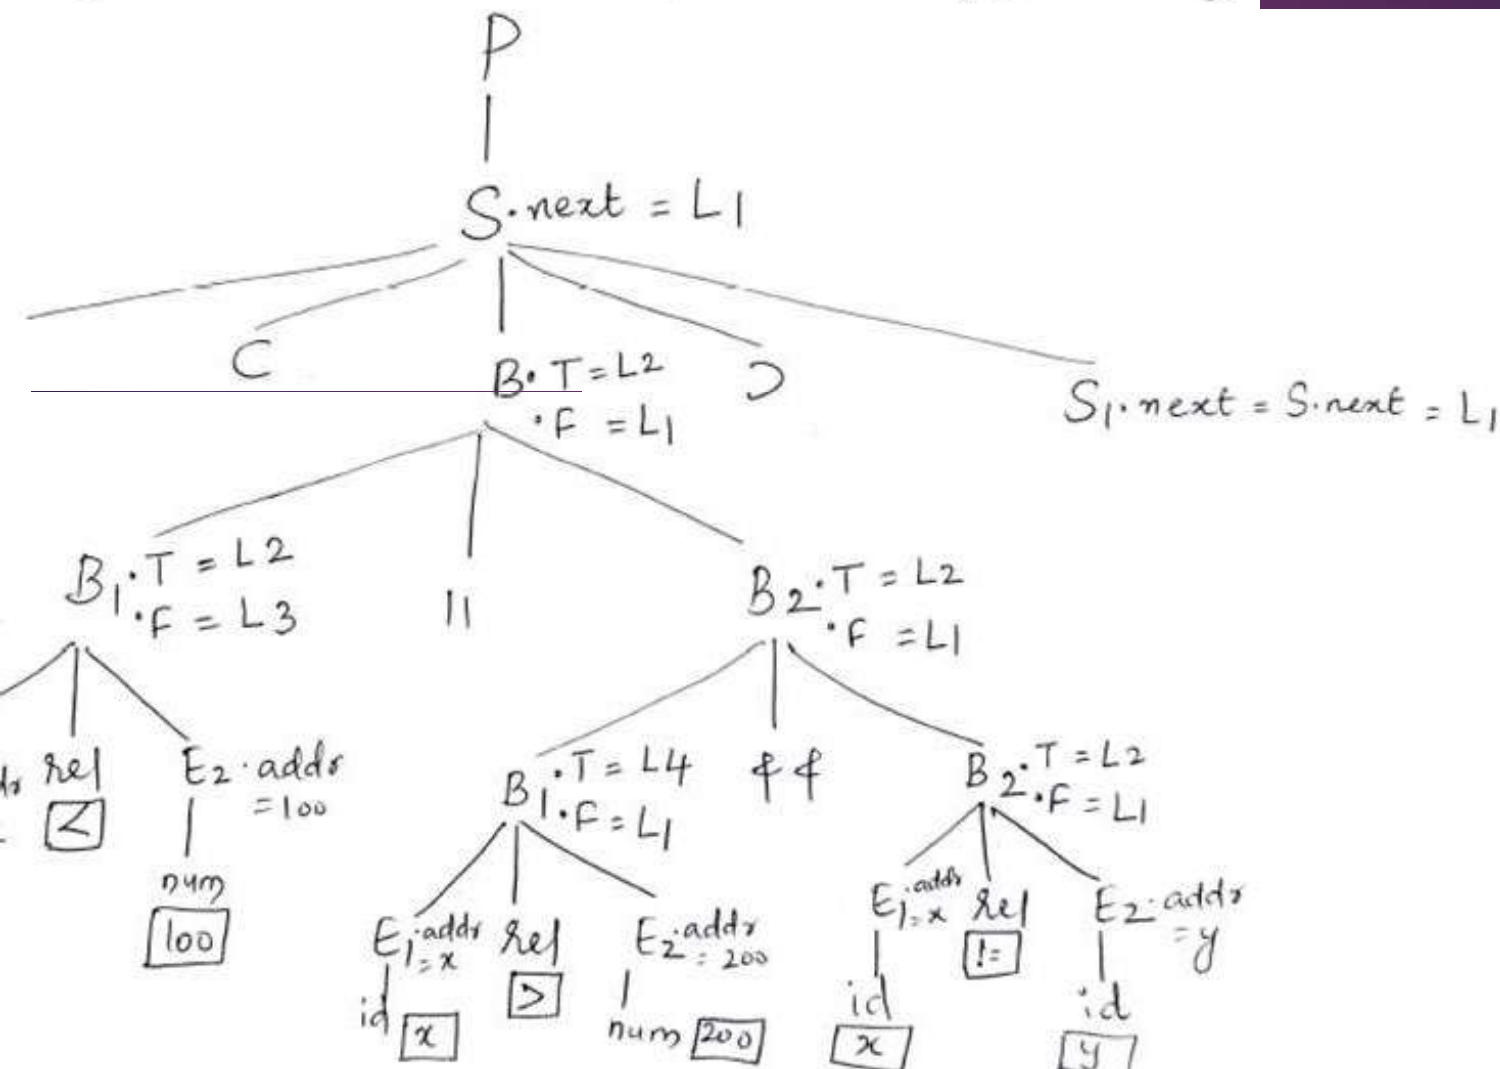 P
S.next = L1
C
B. T = L2
.F = L1
)
S1.next = S.next = L1
B1.T = L2
.F = L3
||
B2.T = L2
.F = L1
rel
<
E2.addr
=100
num
100
B1.T = L4
.F = L1
&&
B2.T = L2
.F = L1
E1.addr
=x
id
x
rel
>
E2.addr
= 200
num 200
E1.addr
=x
id
x
rel
!=
E2.addr
= y
id
y